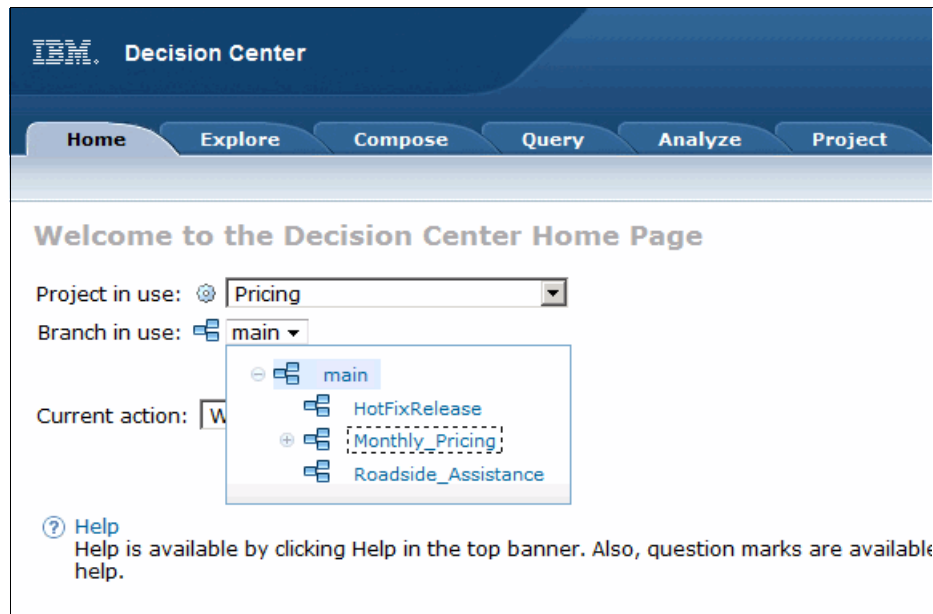 IBM. Decision Center
Home Explore Compose Query Analyze Project
Welcome to the Decision Center Home Page
Project in use: Pricing
Branch in use: main
main
HotFixRelease
Current action: W
Monthly_Pricing
Roadside_Assistance
Help
Help is available by clicking Help in the top banner. Also, question marks are available
help.